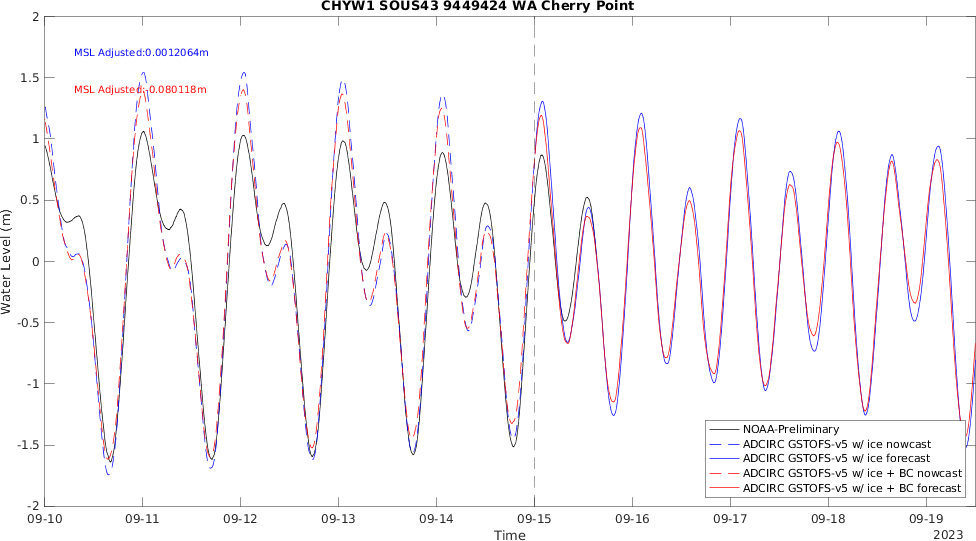 CHYW1 SOUS43 9449424 WA Cherry Point
MSL Adjusted:0.0012064m
MSL Adjusted:-0.080118m
Water Level (m)
2
1.5
1
0.5
0
-0.5
-1
-1.5
-2
NOAA-Preliminary
ADCIRC GSTOFS-v5 w/ ice nowcast
ADCIRC GSTOFS-v5 w/ ice forecast
ADCIRC GSTOFS-v5 w/ ice + BC nowcast
ADCIRC GSTOFS-v5 w/ ice + BC forecast
09-10 09-11 09-12 09-13 09-14 09-15 09-16 09-17 09-18 09-19
Time
2023